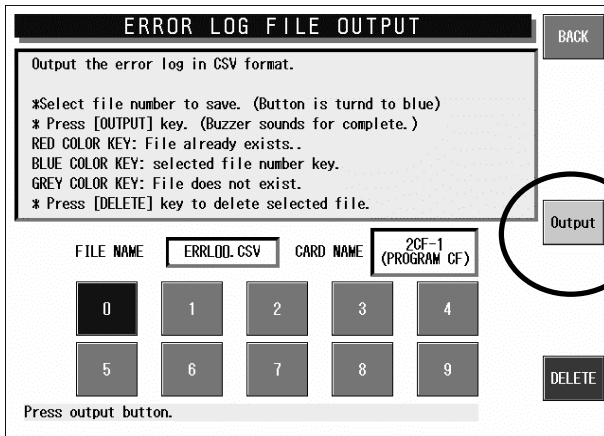 ERROR LOG FILE OUTPUT
BACK
Output the error log in CSV format.
*Select file number to save. (Button is turnd to blue)
* Press [OUTPUT] key. (Buzzer sounds for complete.)
RED COLOR KEY: File already exists..
BLUE COLOR KEY: selected file number key.
GREY COLOR KEY: File does not exist.
* Press [DELETE] key to delete selected file.
Output
FILE NAME ERRL00.CSV CARD NAME 2CF-1
(PROGRAM CF)
0 1 2 3 4
5 6 7 8 9
DELETE
Press output button.